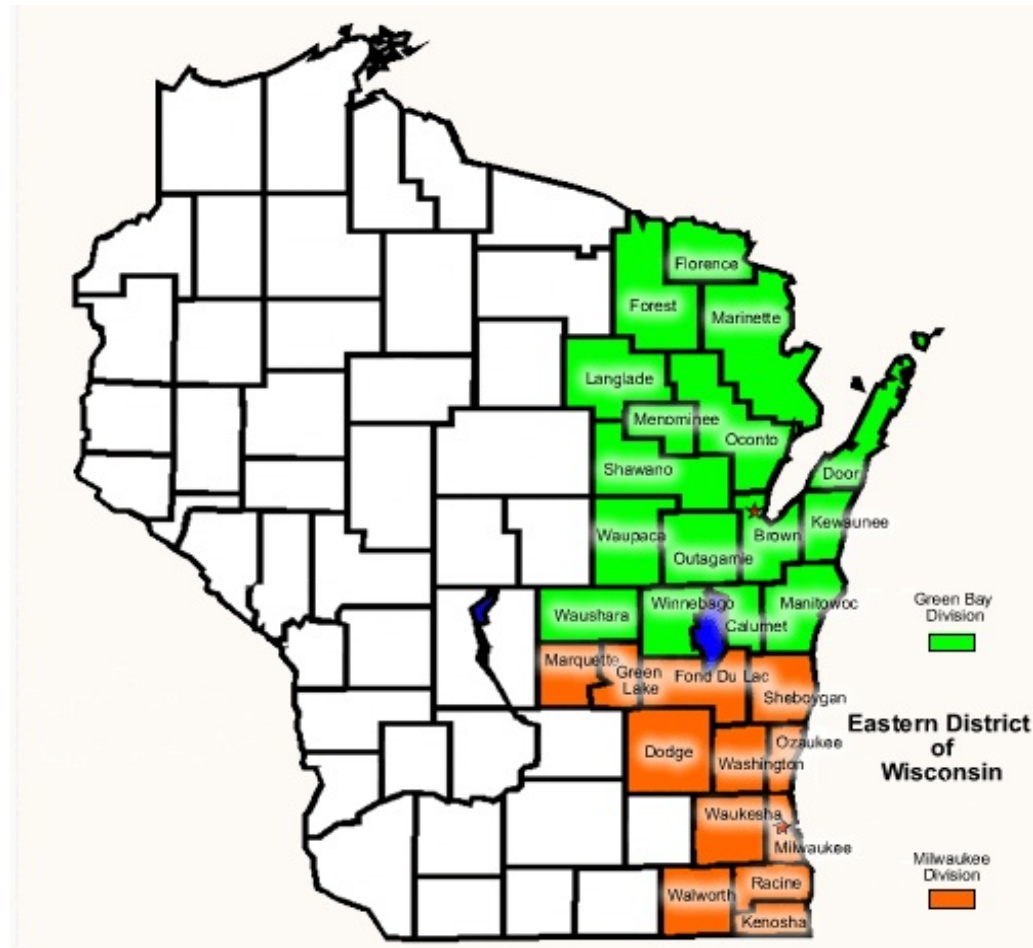 Florence
Forest
Marinette
Langlade
Menominee
Oconto
Shawano
Door
Waupaca
Outagamie
Brown
Kewaunee
Waushara
Winnebago
Calumet
Manitowoc
Green Bay
Division
Marquette
Green
Lake
Fond Du Lac
Sheboygan
Eastern District
of
Wisconsin
Dodge
Washington
Ozaukee
Waukesha
Milwaukee
Milwaukee
Division
Walworth
Racine
Kenosha